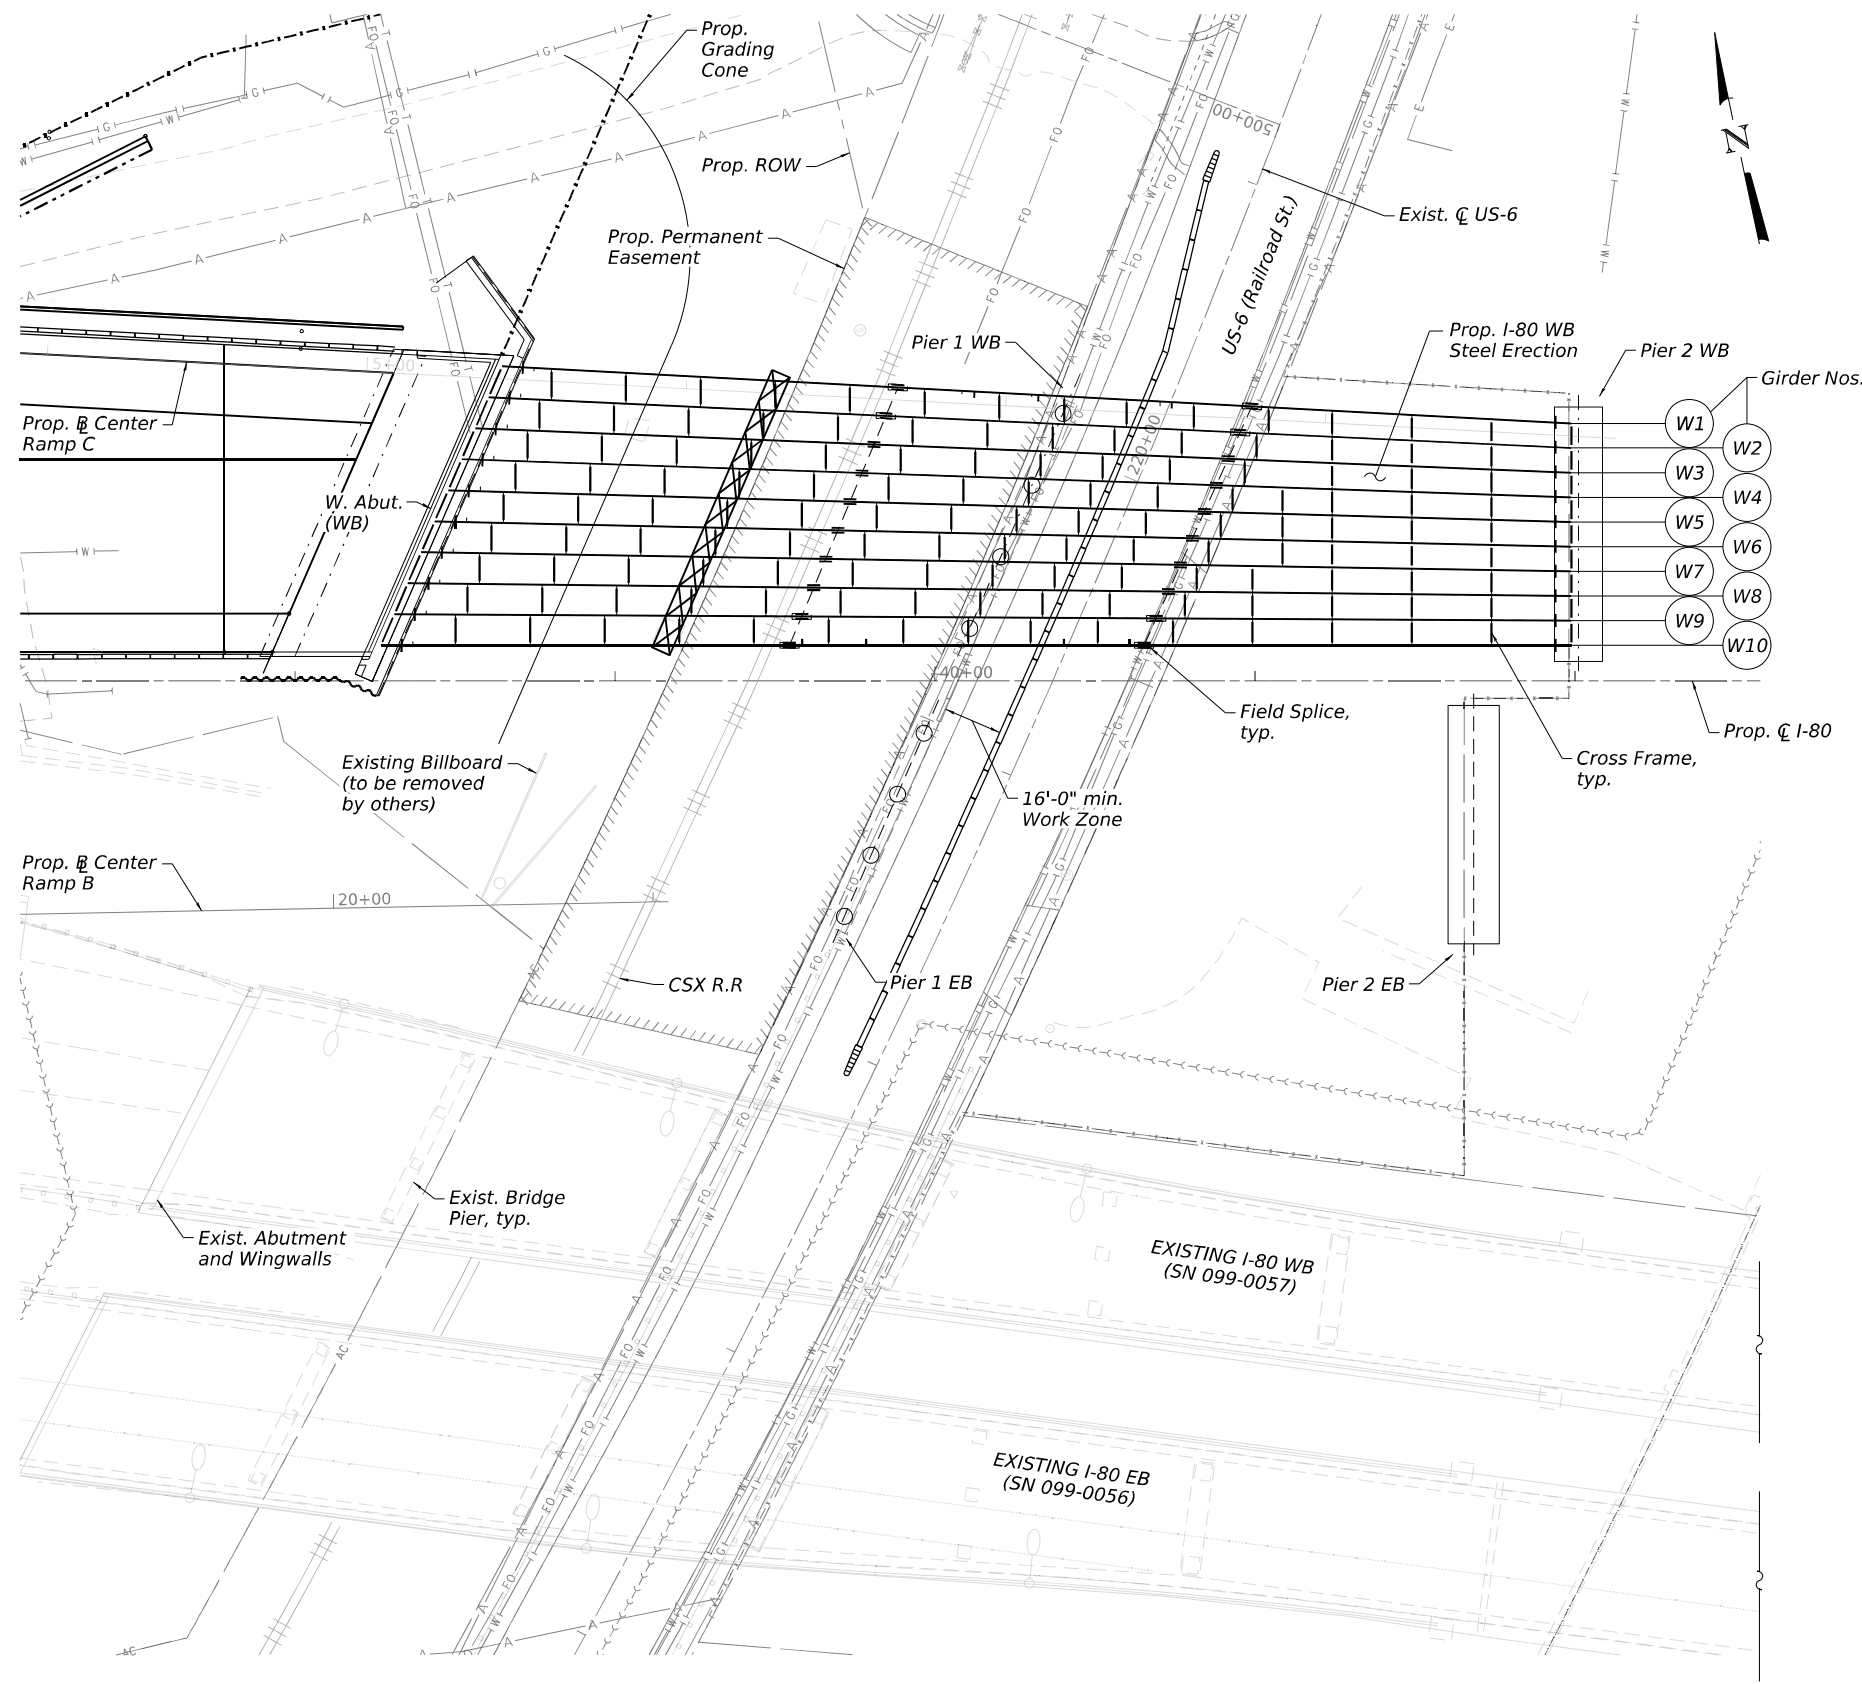 Prop.
Grading
Cone
Prop. ROW
Prop. Permanent
Easement
500+00
Exist. ℄ US-6
US-6 (Railroad St.)
N
Pier 1 WB
Prop. I-80 WB
Steel Erection
Pier 2 WB
Girder Nos.
W1
W2
W3
W4
W5
W6
W7
W8
W9
W10
Prop. ⅊ Center
Ramp C
W. Abut.
(WB)
220+00
40+00
Field Splice,
typ.
Cross Frame,
typ.
Prop. ℄ I-80
Existing Billboard
(to be removed
by others)
16'-0" min.
Work Zone
Prop. ⅊ Center
Ramp B
20+00
CSX R.R
Pier 1 EB
Pier 2 EB
Exist. Bridge
Pier, typ.
Exist. Abutment
and Wingwalls
EXISTING I-80 WB
(SN 099-0057)
EXISTING I-80 EB
(SN 099-0056)